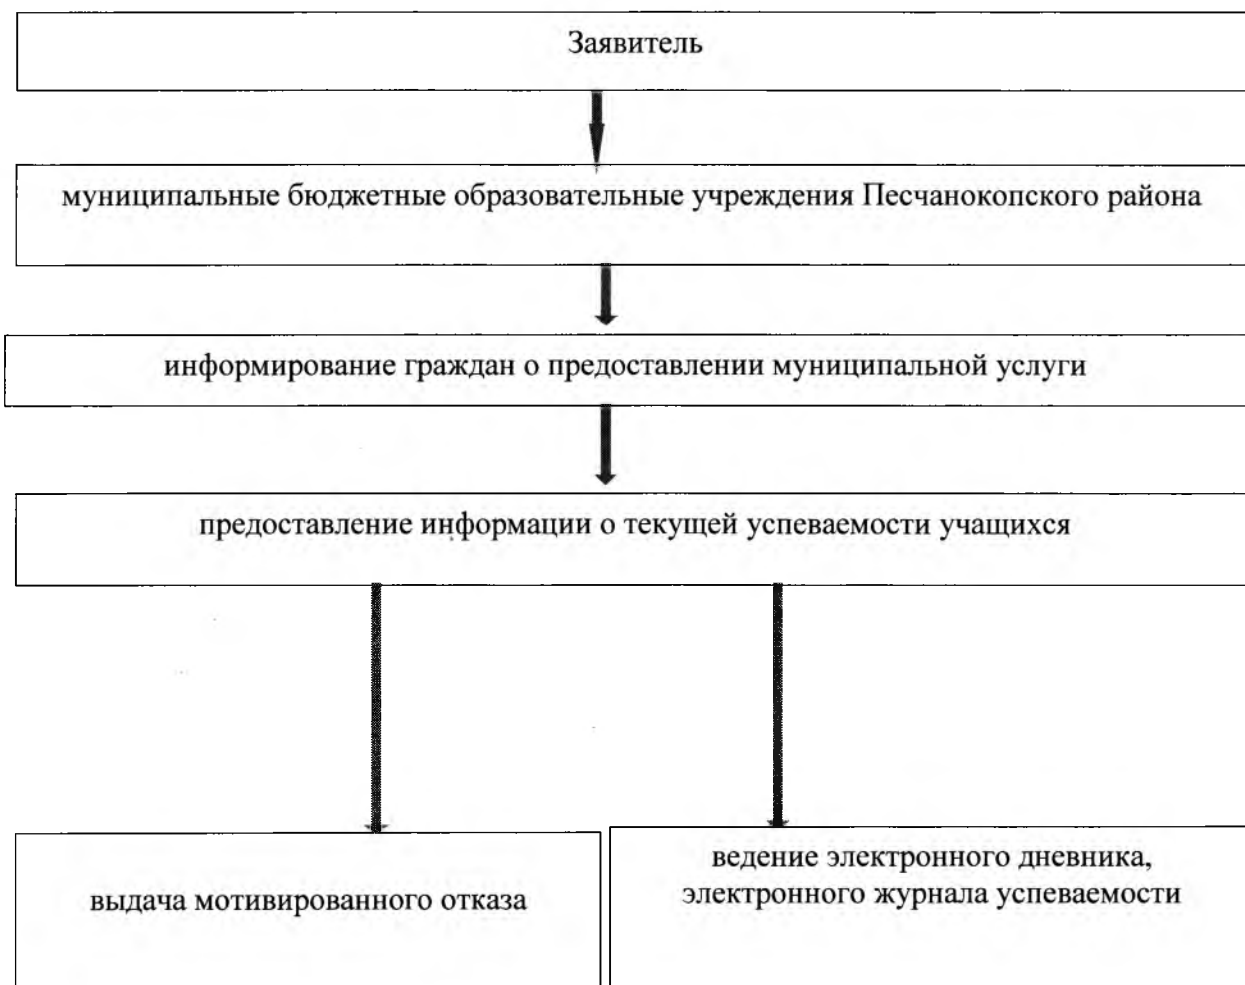 Заявитель
муниципальные бюджетные образовательные учреждения Песчанокопского района
информирование граждан о предоставлении муниципальной услуги
предоставление информации о текущей успеваемости учащихся
выдача мотивированного отказа
ведение электронного дневника,
электронного журнала успеваемости